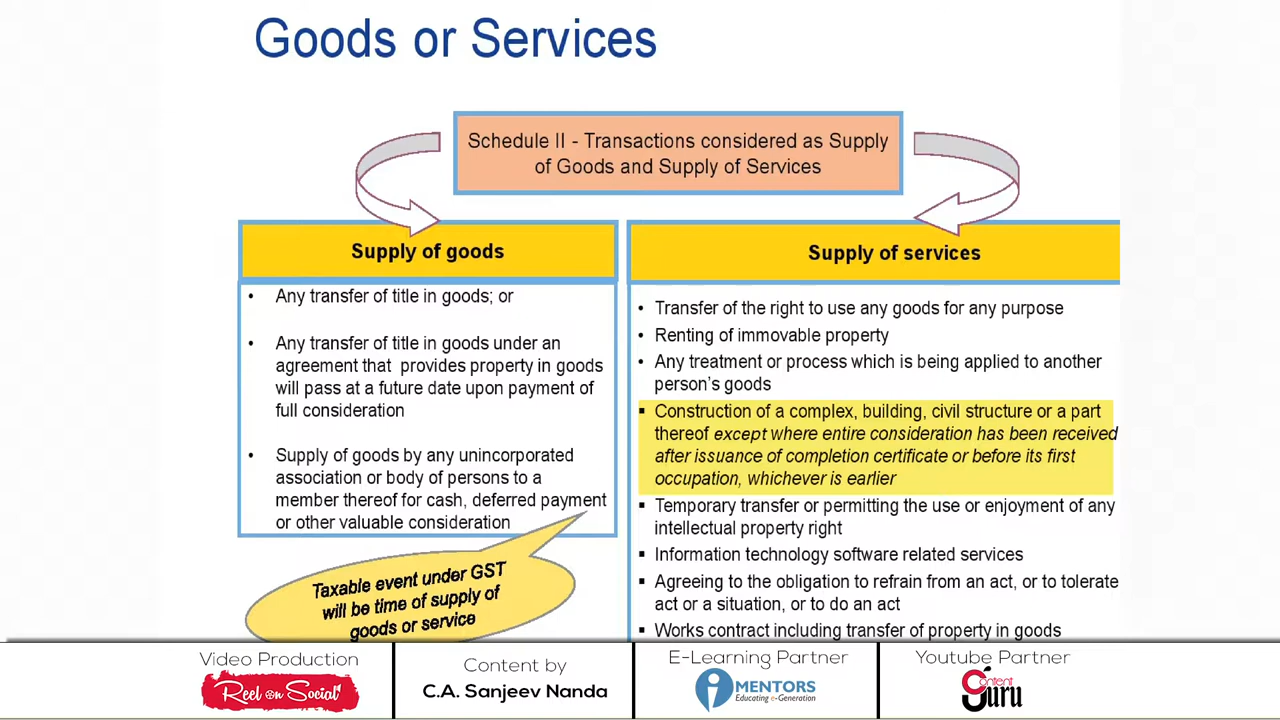 Goods or Services
Schedule II - Transactions considered as Supply
of Goods and Supply of Services
Supply of goods
• Any transfer of title in goods; or
• Any transfer of title in goods under an
agreement that provides property in goods
will pass at a future date upon payment of
full consideration
• Supply of goods by any unincorporated
association or body of persons to a
member thereof for cash, deferred payment
or other valuable consideration
Taxable event under GST
will be time of supply of
goods or service
Supply of services
• Transfer of the right to use any goods for any purpose
• Renting of immovable property
• Any treatment or process which is being applied to another
person's goods
▪ Construction of a complex, building, civil structure or a part
thereof except where entire consideration has been received
after issuance of completion certificate or before its first
occupation, whichever is earlier
▪ Temporary transfer or permitting the use or enjoyment of any
intellectual property right
▪ Information technology software related services
▪ Agreeing to the obligation to refrain from an act, or to tolerate
act or a situation, or to do an act
▪ Works contract including transfer of property in goods
Video Production
Reel on Social
Content by
C.A. Sanjeev Nanda
E-Learning Partner
iMENTORS
Educating e-Generation
Youtube Partner
Content
Guru